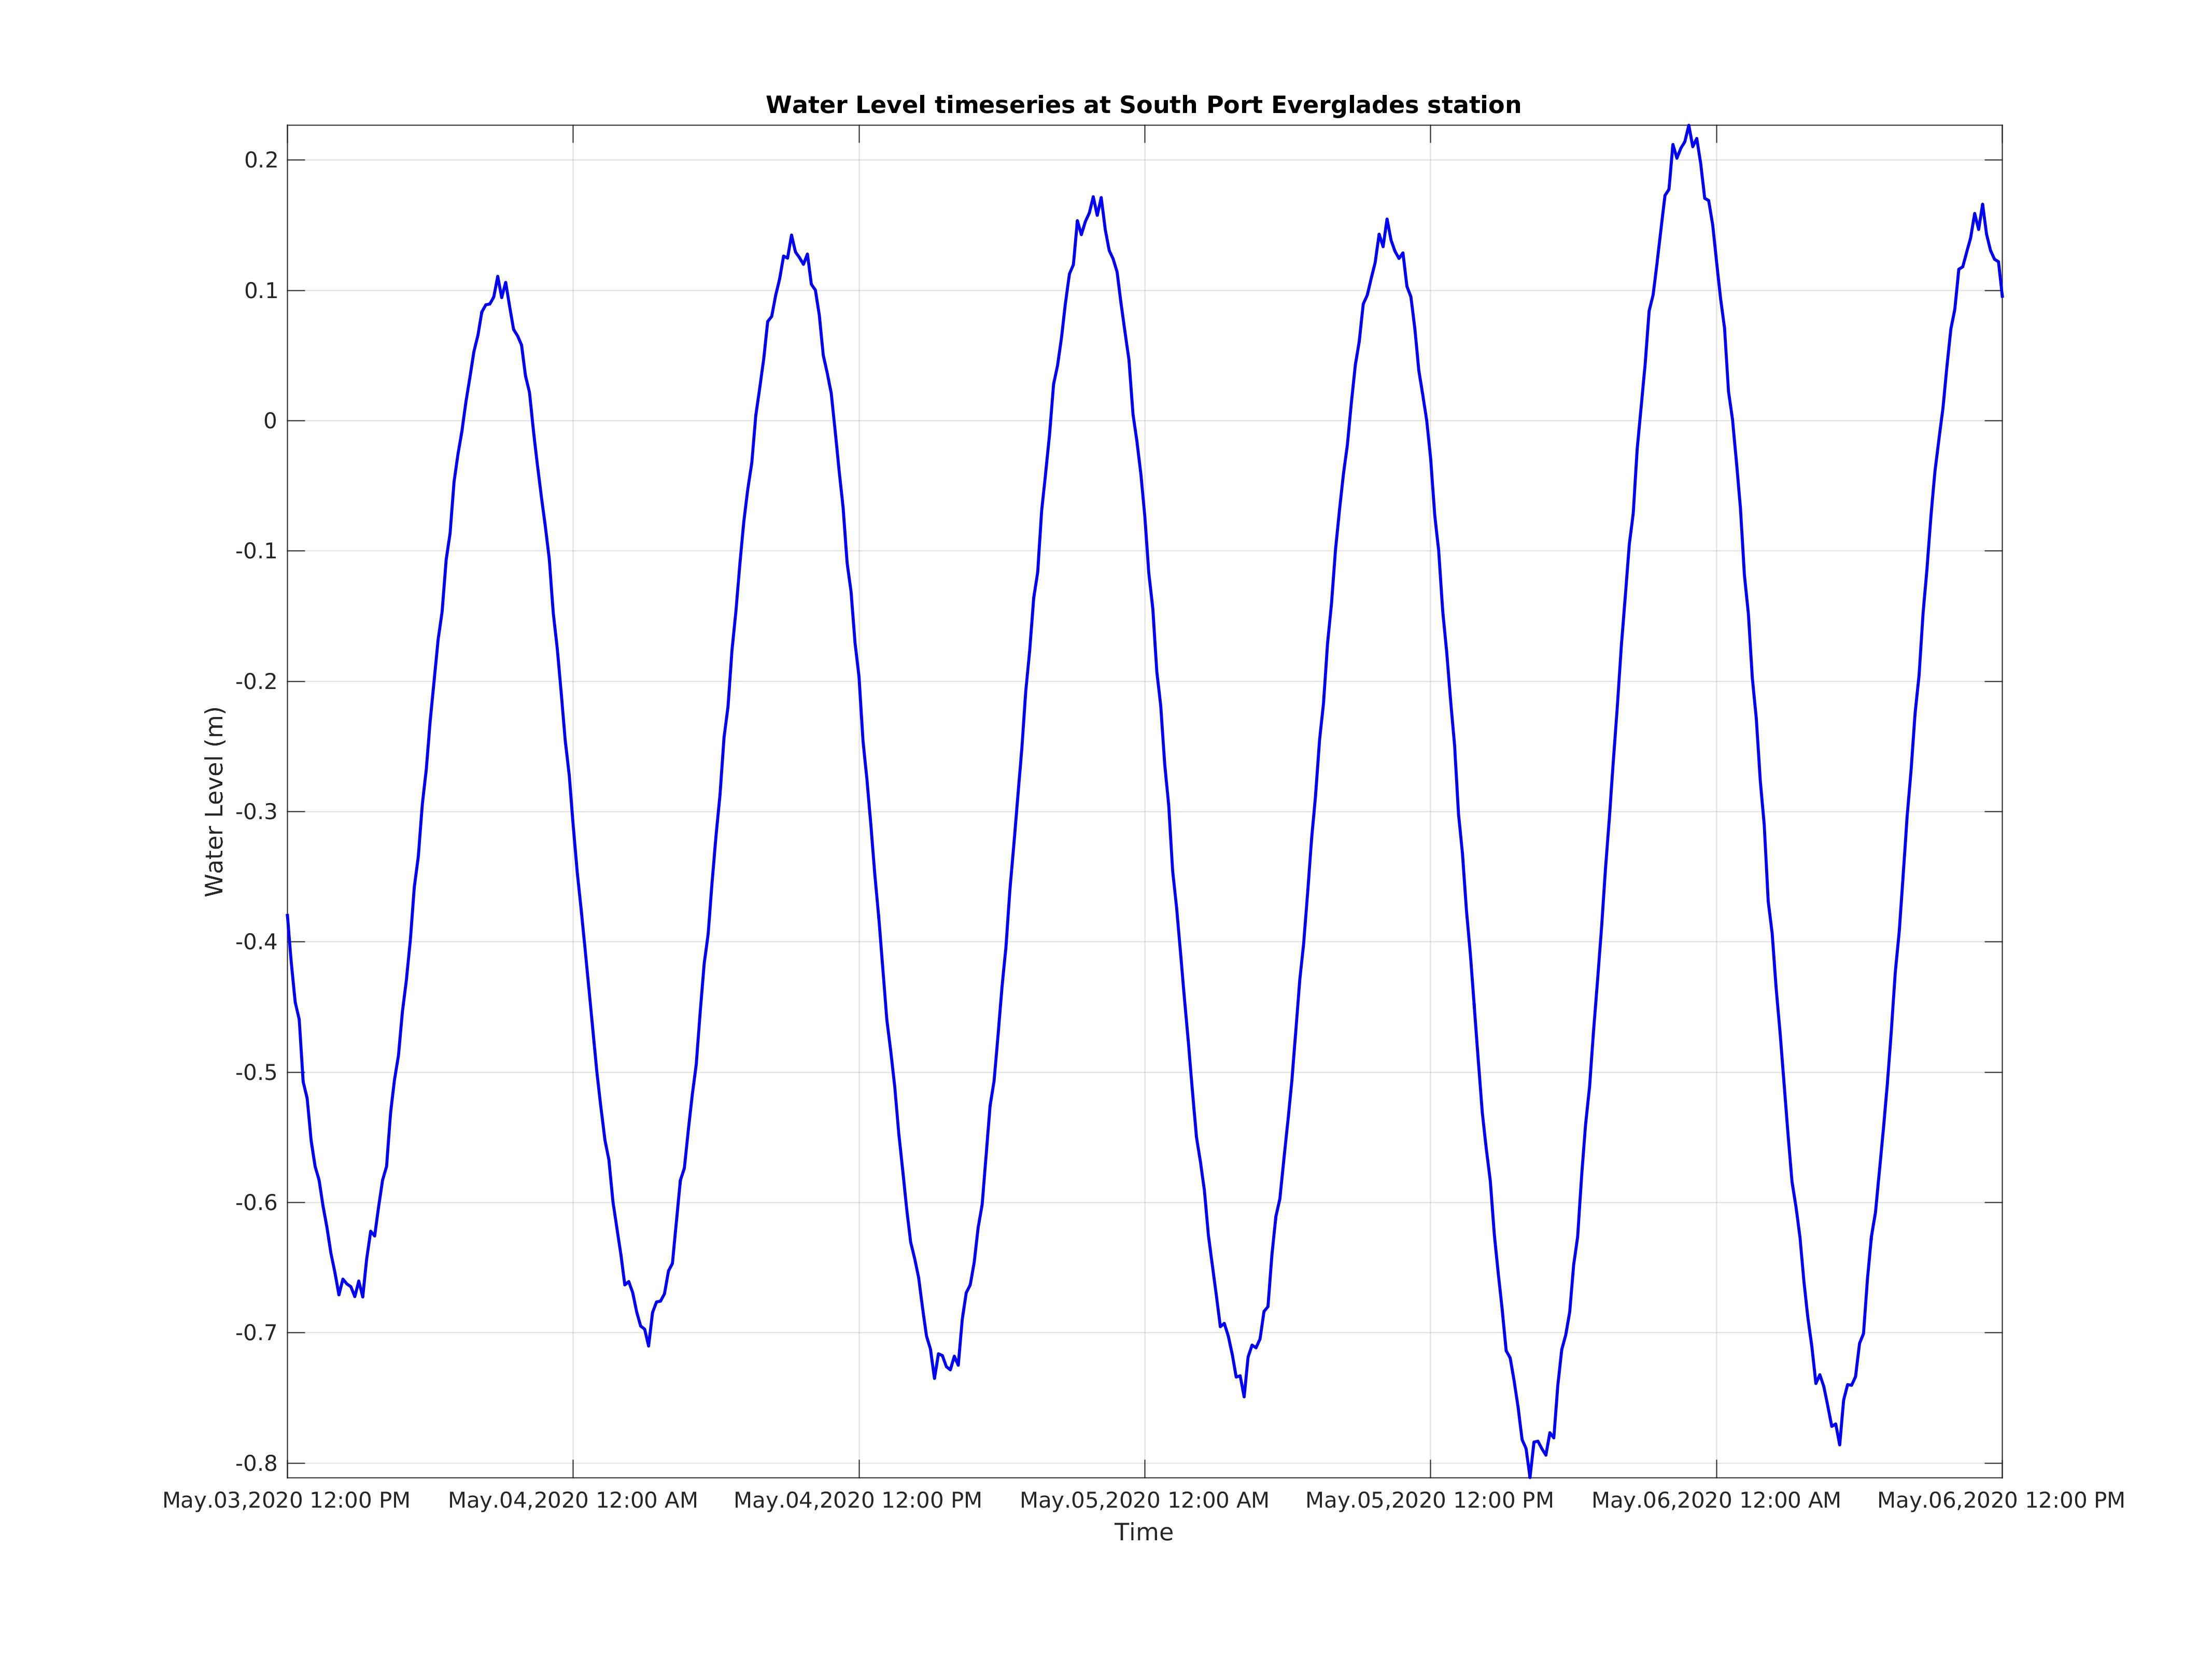 Water Level timeseries at South Port Everglades station
0.2
0.1
0
-0.1
-0.2
-0.3
-0.4
-0.5
-0.6
-0.7
-0.8
Water Level (m)
May.03,2020 12:00 PM
May.04,2020 12:00 AM
May.04,2020 12:00 PM
May.05,2020 12:00 AM
May.05,2020 12:00 PM
May.06,2020 12:00 AM
May.06,2020 12:00 PM
Time